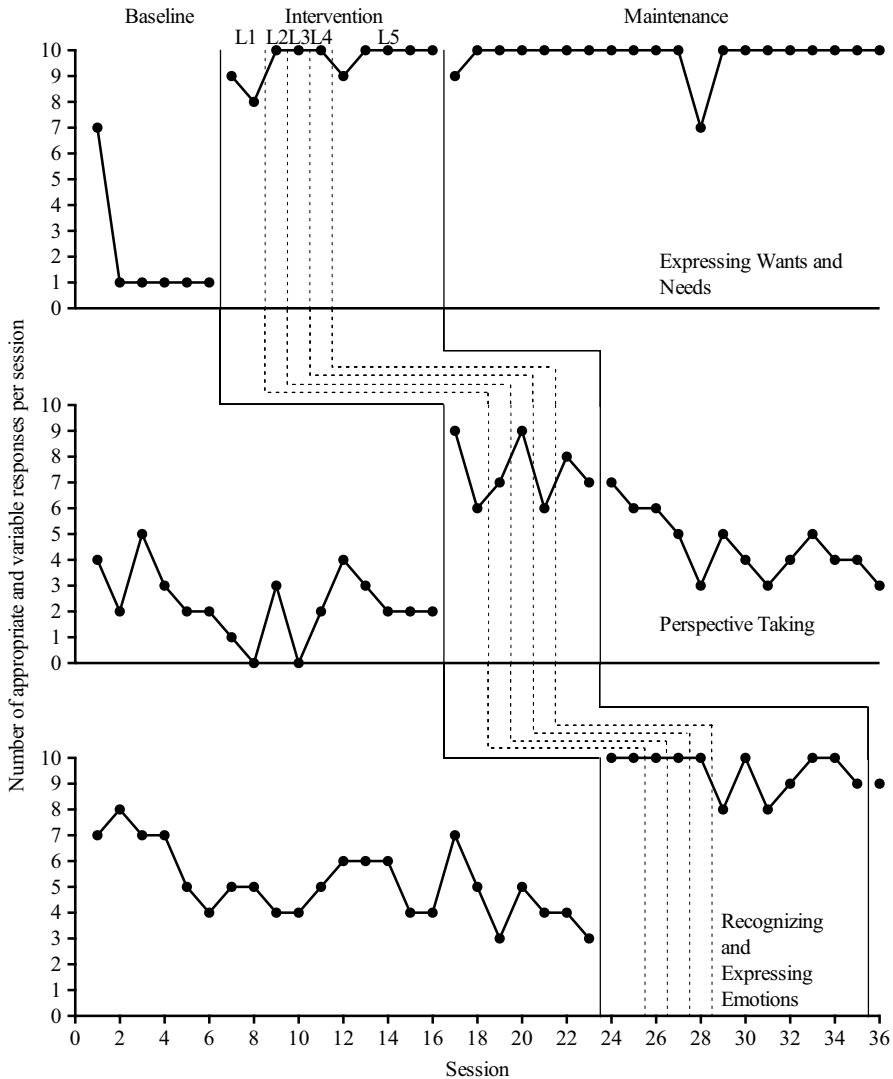 Baseline Intervention Maintenance
L1 L2 L3 L4 L5
10
9
8
7
6
5
4
3
2
1
0
Expressing Wants and
Needs
Number of appropriate and variable responses per session
10
9
8
7
6
5
4
3
2
1
0
Perspective Taking
10
9
8
7
6
5
4
3
2
1
0
Recognizing
and
Expressing
Emotions
0 2 4 6 8 10 12 14 16 18 20 22 24 26 28 30 32 34 36
Session